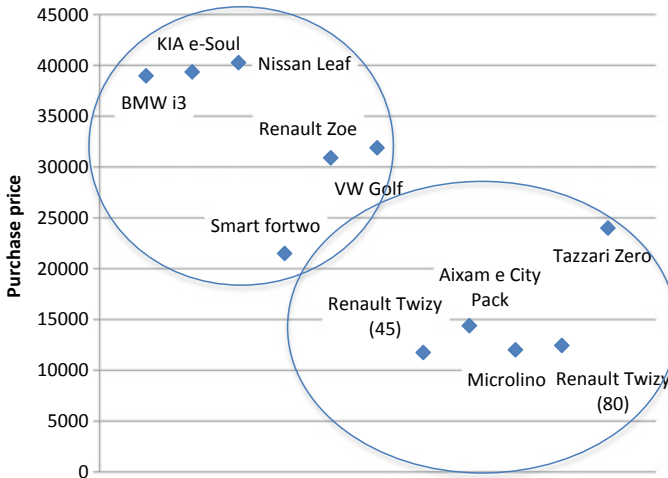 45000
KIA e-Soul
Nissan Leaf
40000
BMW i3
35000
Renault Zoe
30000
VW Golf
25000
Smart fortwo
Tazzari Zero
20000
Aixam e City
Pack
Renault Twizy
(45)
15000
10000
Microlino
Renault Twizy
(80)
5000
0
Purchase price